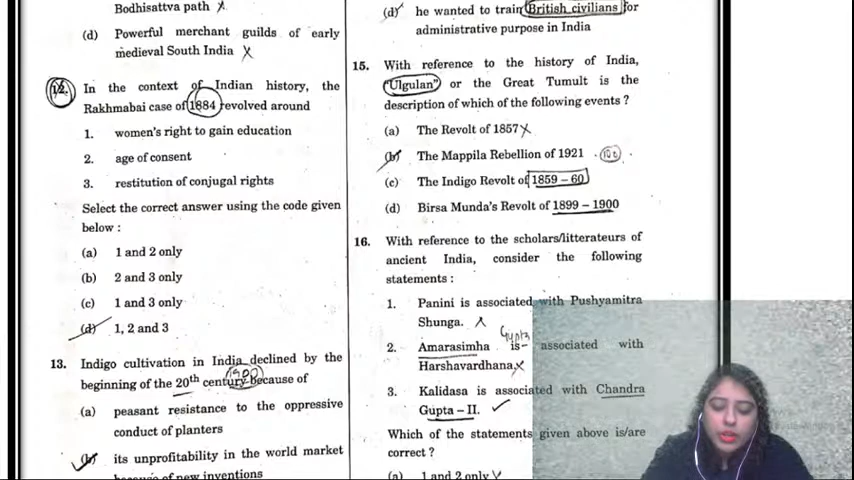 Bodhisattva path X
(d) Powerful merchant guilds of early
medieval South India X
12. In the context of Indian history, the
Rakhmabai case of 1884 revolved around
1. women's right to gain education
2. age of consent
3. restitution of conjugal rights
Select the correct answer using the code given
below :
(a) 1 and 2 only
(b) 2 and 3 only
(c) 1 and 3 only
(d) 1, 2 and 3
13. Indigo cultivation in India declined by the
1900
beginning of the 20th century because of
(a) peasant resistance to the oppressive
conduct of planters
(b) its unprofitability in the world market
because of new inventions
(d) he wanted to train British civilians for
administrative purpose in India
15. With reference to the history of India,
"Ulgulan" or the Great Tumult is the
description of which of the following events ?
(a) The Revolt of 1857 X
(b) The Mappila Rebellion of 1921
(c) The Indigo Revolt of 1859 – 60
(d) Birsa Munda's Revolt of 1899 – 1900
16. With reference to the scholars/litterateurs of
ancient India, consider the following
statements :
1. Panini is associated with Pushyamitra
Shunga. X
Gupta
2. Amarasimha is associated with
Harshavardhana. X
3. Kalidasa is associated with Chandra
Gupta – II. ✓
Which of the statements given above is/are
correct ?
(a) 1 and 2 only